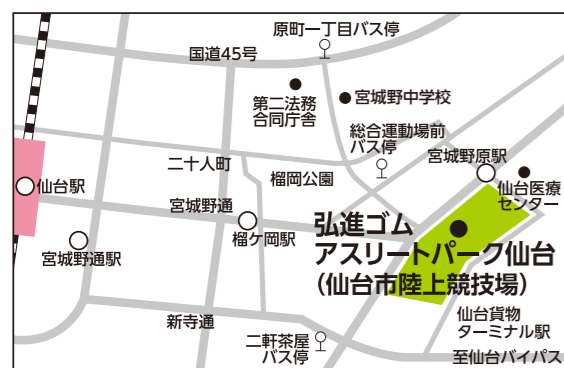 原町一丁目バス停
国道45号
第二法務
合同庁舎
宮城野中学校
総合運動場前
バス停
宮城野原駅
二十人町
榴岡公園
仙台駅
仙台医療
センター
宮城野通
榴ケ岡駅
弘進ゴム
アスリートパーク仙台
（仙台市陸上競技場）
宮城野通駅
新寺通
仙台貨物
ターミナル駅
二軒茶屋
バス停
至仙台バイパス